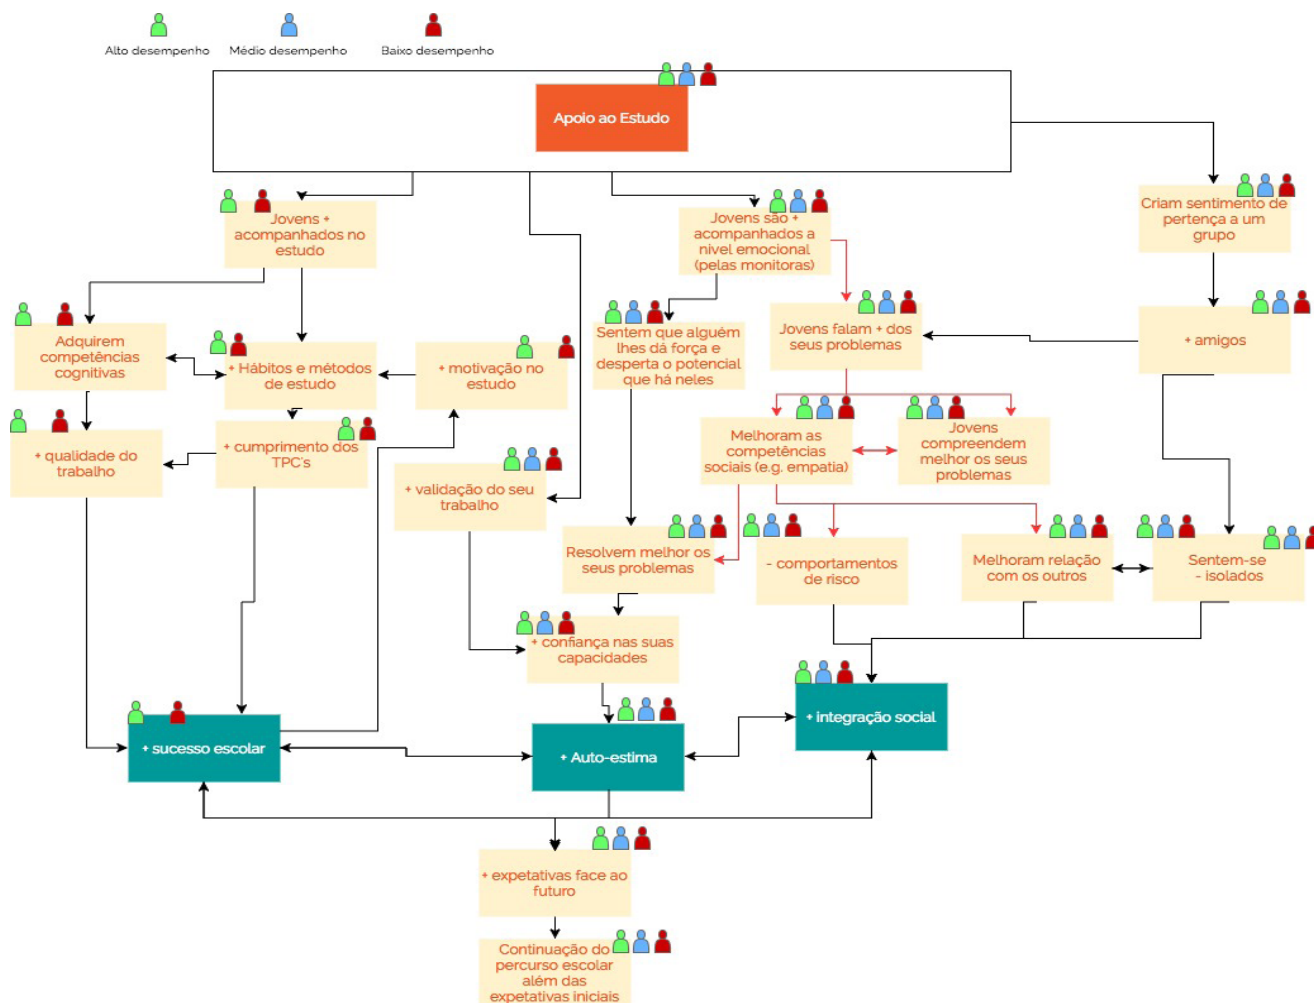 Alto desempenho
Médio desempenho
Baixo desempenho
Apoio ao Estudo
Jovens +
acompanhados no
estudo
Jovens são +
acompanhados a
nível emocional
(pelas monitoras)
Criam sentimento de
pertença a um
grupo
Adquirem
competências
cognitivas
+ Hábitos e métodos
de estudo
+ motivação no
estudo
Sentem que alguém
lhes dá força e
desperta o potencial
que há neles
Jovens falam + dos
seus problemas
+ amigos
+ qualidade do
trabalho
+ cumprimento dos
TPC's
+ validação do seu
trabalho
Melhoram as
competências
sociais (e.g. empatia)
Jovens
compreendem
melhor os seus
problemas
Resolvem melhor os
seus problemas
- comportamentos
de risco
Melhoram relação
com os outros
Sentem-se
- isolados
+ confiança nas suas
capacidades
+ sucesso escolar
+ Auto-estima
+ integração social
+ expetativas face ao
futuro
Continuação do
percurso escolar
além das
expetativas iniciais